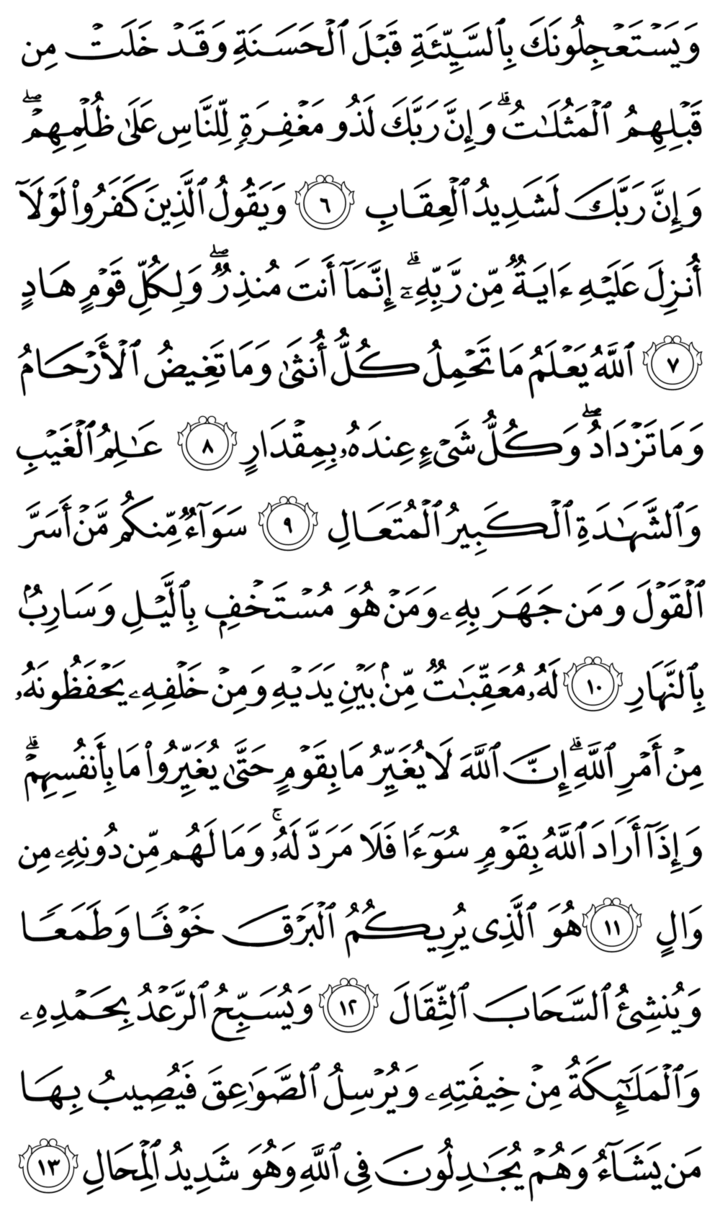 وَيَسْتَعْجِلُونَكَ بِٱلسَّيِّئَةِ قَبْلَ ٱلْحَسَنَةِ وَقَدْ خَلَتْ مِن
قَبْلِهِمُ ٱلْمَثُلَٰتُ ۗ وَإِنَّ رَبَّكَ لَذُو مَغْفِرَةٍ لِّلنَّاسِ عَلَىٰ ظُلْمِهِمْ ۖ
وَإِنَّ رَبَّكَ لَشَدِيدُ ٱلْعِقَابِ ٦ وَيَقُولُ ٱلَّذِينَ كَفَرُوا۟ لَوْلَآ
أُنزِلَ عَلَيْهِ ءَايَةٌ مِّن رَّبِّهِۦٓ ۗ إِنَّمَآ أَنتَ مُنذِرٌ ۖ وَلِكُلِّ قَوْمٍ هَادٍ
٧ ٱللَّهُ يَعْلَمُ مَا تَحْمِلُ كُلُّ أُنثَىٰ وَمَا تَغِيضُ ٱلْأَرْحَامُ
وَمَا تَزْدَادُ ۖ وَكُلُّ شَىْءٍ عِندَهُۥ بِمِقْدَارٍ ٨ عَٰلِمُ ٱلْغَيْبِ
وَٱلشَّهَٰدَةِ ٱلْكَبِيرُ ٱلْمُتَعَالِ ٩ سَوَآءٌ مِّنكُم مَّنْ أَسَرَّ
ٱلْقَوْلَ وَمَن جَهَرَ بِهِۦ وَمَنْ هُوَ مُسْتَخْفٍۭ بِٱلَّيْلِ وَسَارِبٌۢ
بِٱلنَّهَارِ ١٠ لَهُۥ مُعَقِّبَٰتٌ مِّنۢ بَيْنِ يَدَيْهِ وَمِنْ خَلْفِهِۦ يَحْفَظُونَهُۥ
مِنْ أَمْرِ ٱللَّهِ ۗ إِنَّ ٱللَّهَ لَا يُغَيِّرُ مَا بِقَوْمٍ حَتَّىٰ يُغَيِّرُوا۟ مَا بِأَنفُسِهِمْ ۗ
وَإِذَآ أَرَادَ ٱللَّهُ بِقَوْمٍ سُوٓءًا فَلَا مَرَدَّ لَهُۥ ۚ وَمَا لَهُم مِّن دُونِهِۦ مِن
وَالٍ ١١ هُوَ ٱلَّذِى يُرِيكُمُ ٱلْبَرْقَ خَوْفًا وَطَمَعًا
وَيُنشِئُ ٱلسَّحَابَ ٱلثِّقَالَ ١٢ وَيُسَبِّحُ ٱلرَّعْدُ بِحَمْدِهِۦ
وَٱلْمَلَٰٓئِكَةُ مِنْ خِيفَتِهِۦ وَيُرْسِلُ ٱلصَّوَٰعِقَ فَيُصِيبُ بِهَا
مَن يَشَآءُ وَهُمْ يُجَٰدِلُونَ فِى ٱللَّهِ وَهُوَ شَدِيدُ ٱلْمِحَالِ ١٣